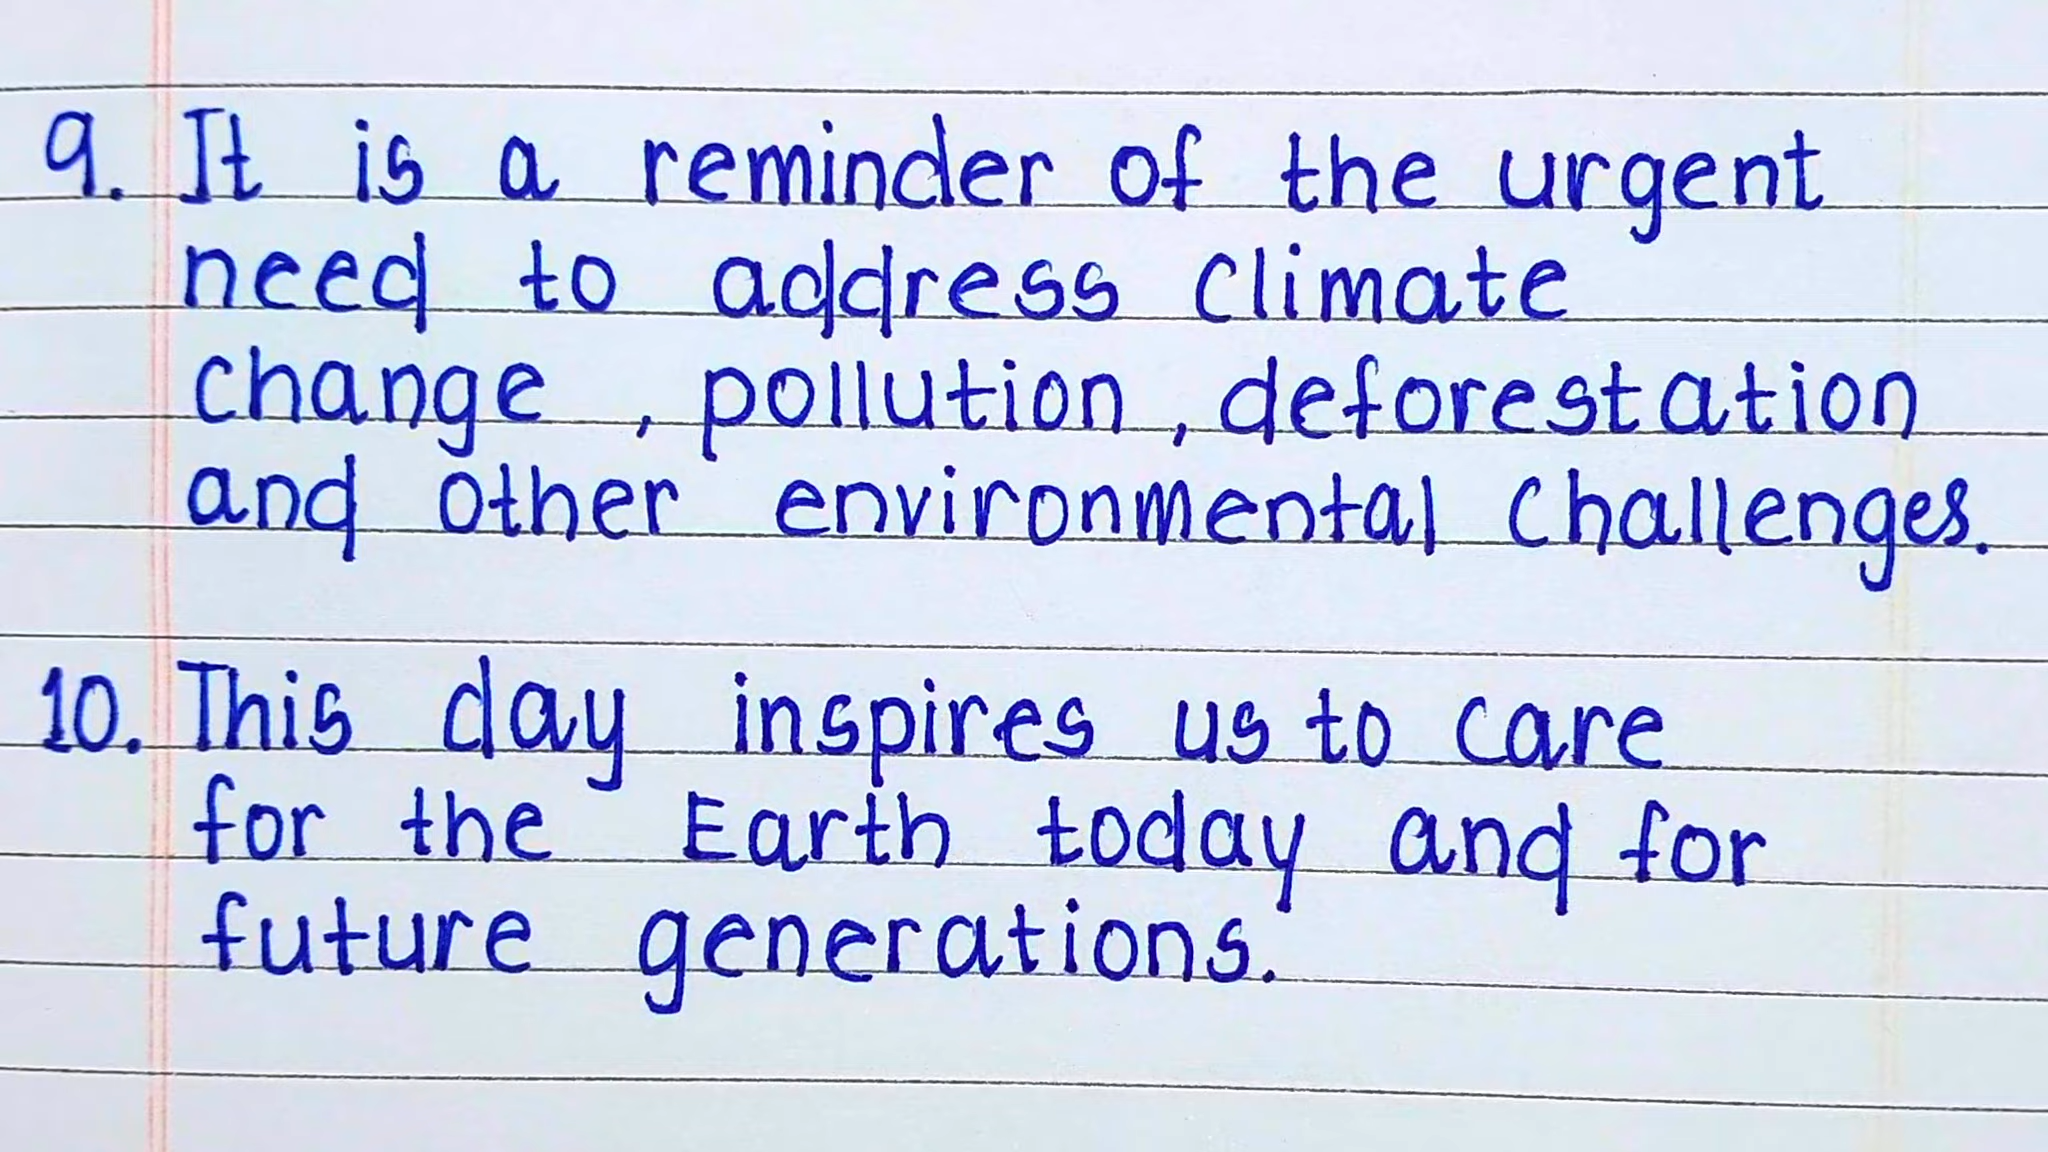 9. It is a reminder of the urgent
need to address climate
change , pollution , deforestation
and other environmental challenges.
10. This day inspires us to care
for the Earth today and for
future generations.